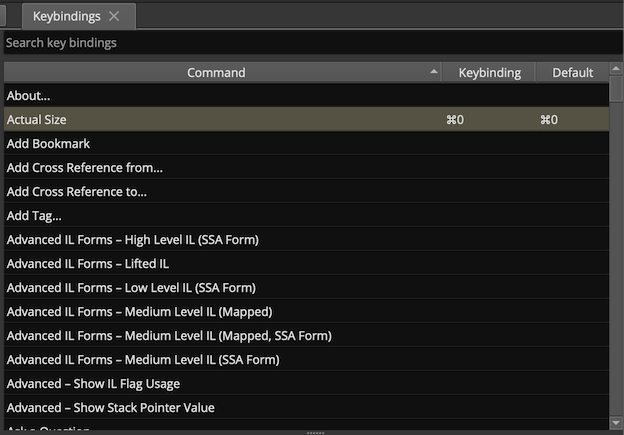 Keybindings
Search key bindings
Command Keybinding Default
About...
Actual Size ⌘0 ⌘0
Add Bookmark
Add Cross Reference from...
Add Cross Reference to...
Add Tag...
Advanced IL Forms – High Level IL (SSA Form)
Advanced IL Forms – Lifted IL
Advanced IL Forms – Low Level IL (SSA Form)
Advanced IL Forms – Medium Level IL (Mapped)
Advanced IL Forms – Medium Level IL (Mapped, SSA Form)
Advanced IL Forms – Medium Level IL (SSA Form)
Advanced – Show IL Flag Usage
Advanced – Show Stack Pointer Value
Ask a Question